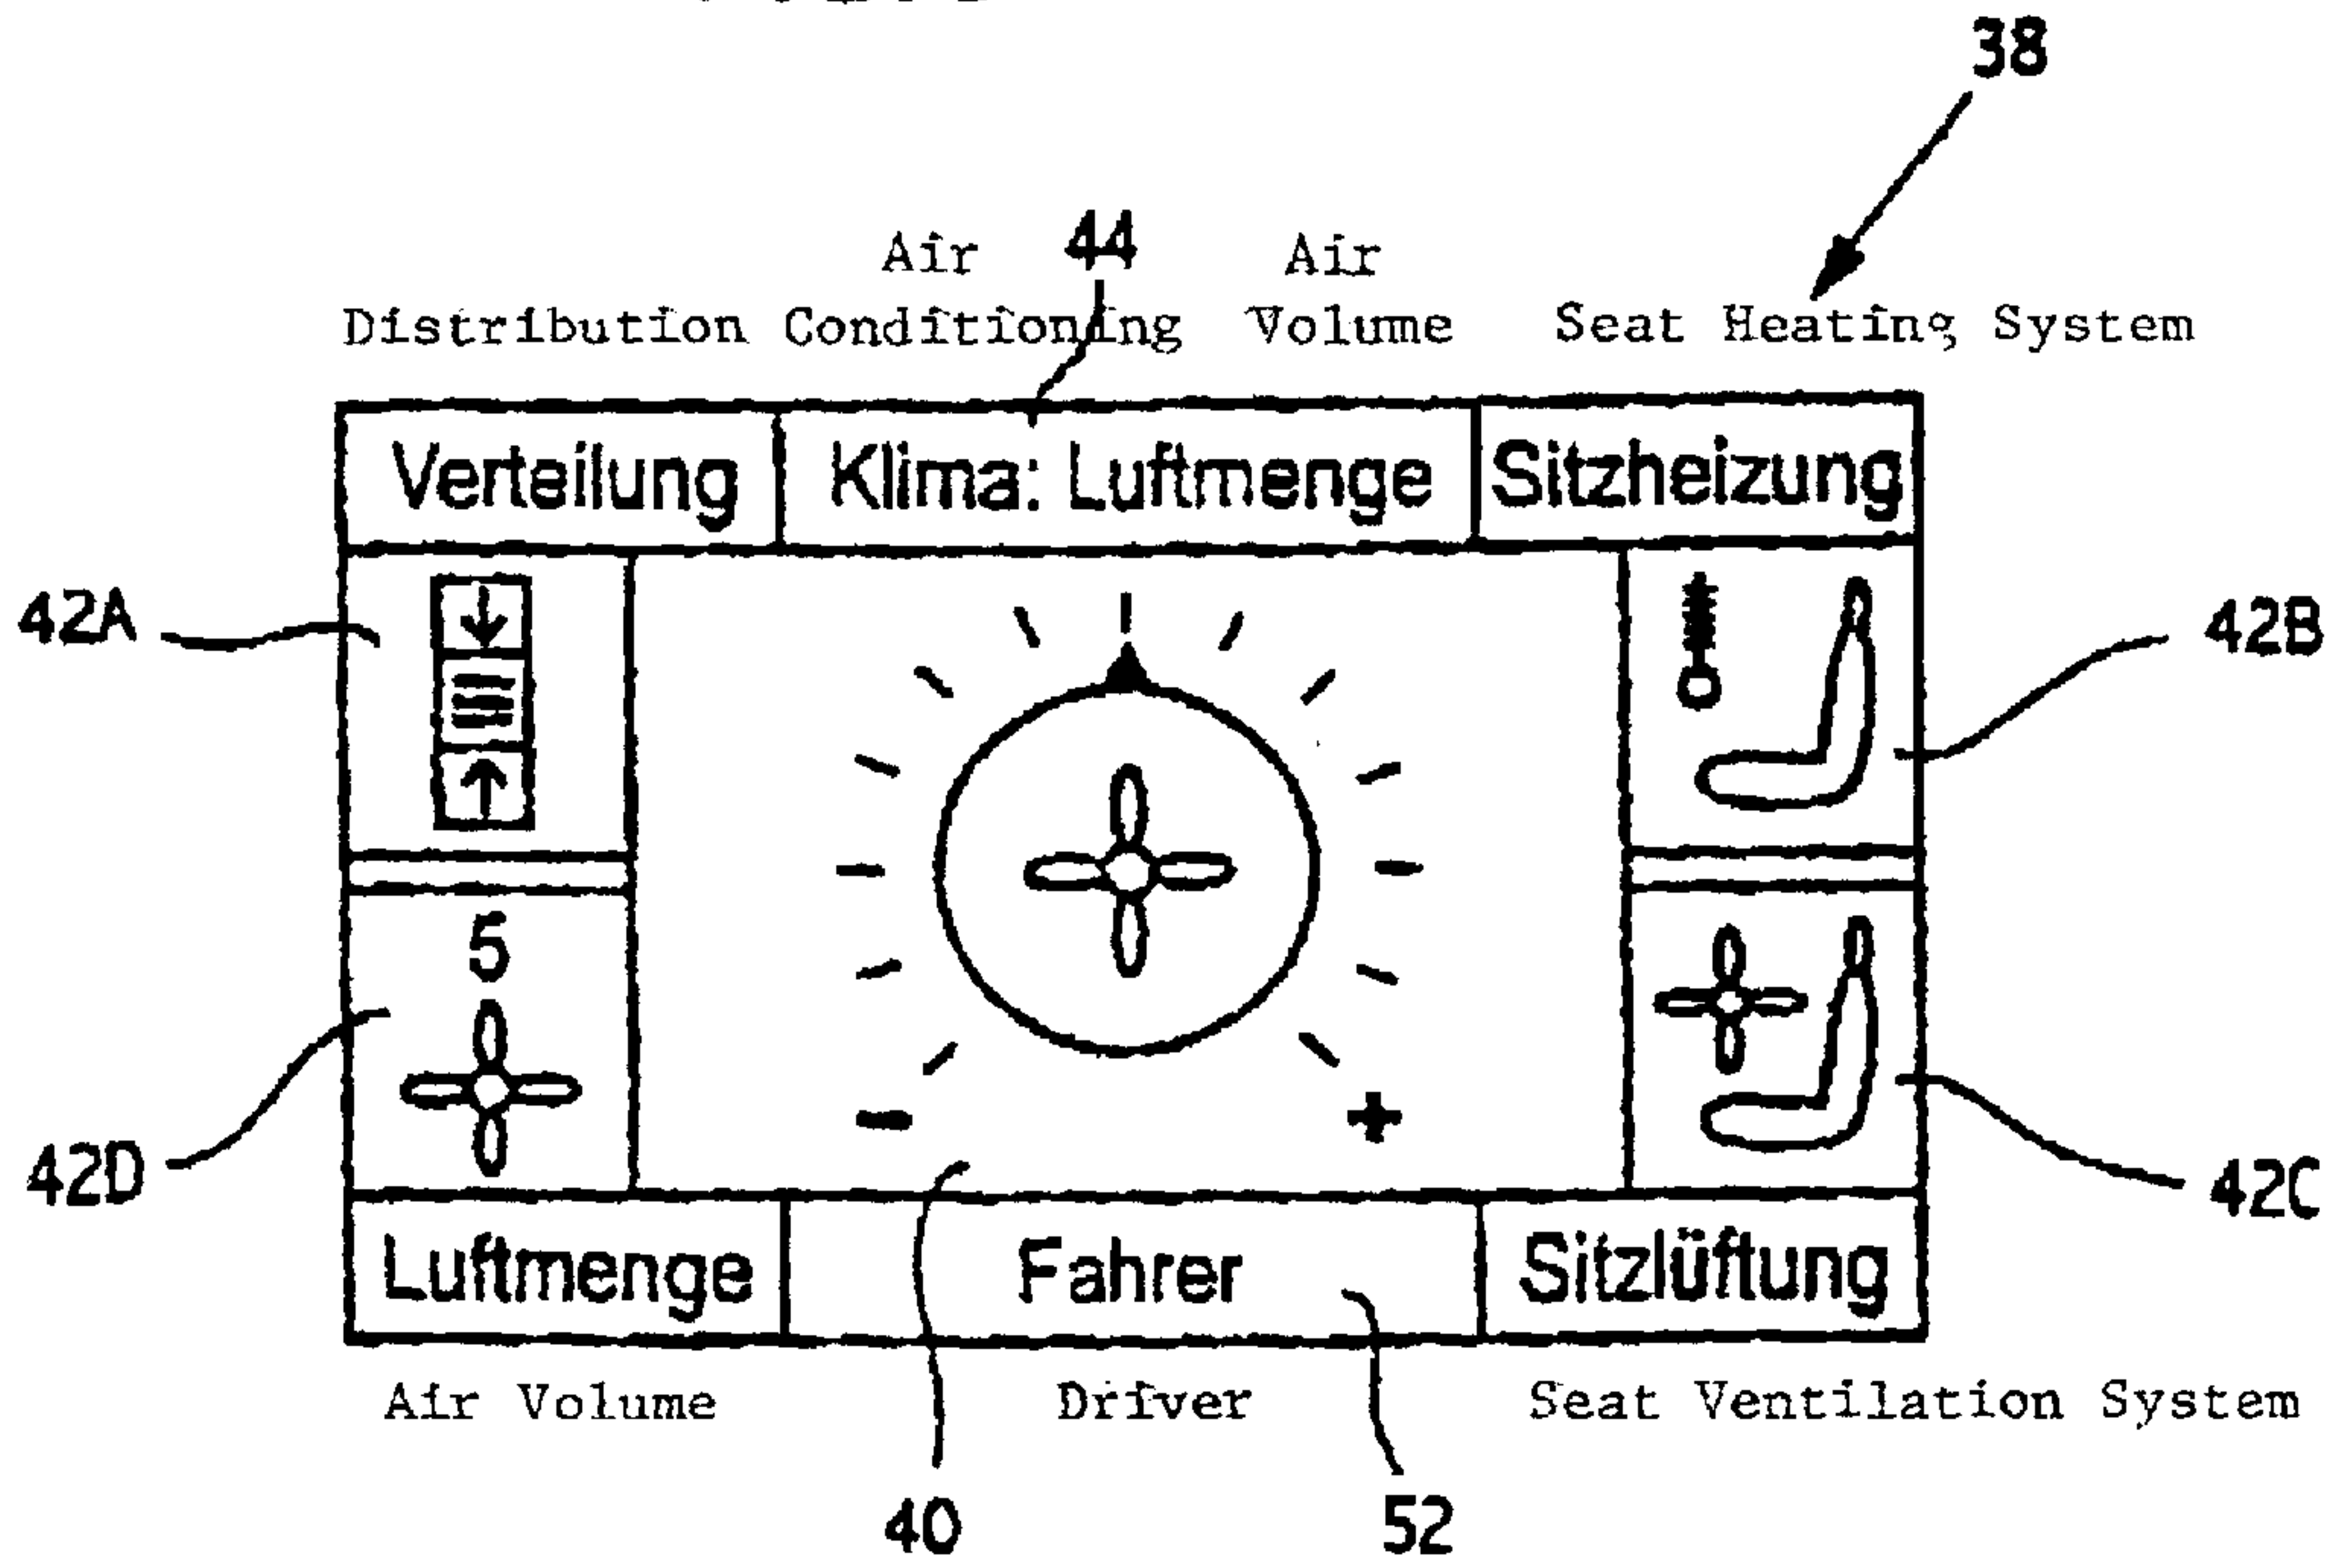 38
Air 44 Air
Distribution Conditioning Volume Seat Heating System
Verteilung Klima: Luftmenge Sitzheizung
42A
42B
5
42D
42C
- +
Luftmenge Fahrer Sitzlüftung
Air Volume Driver Seat Ventilation System
40 52